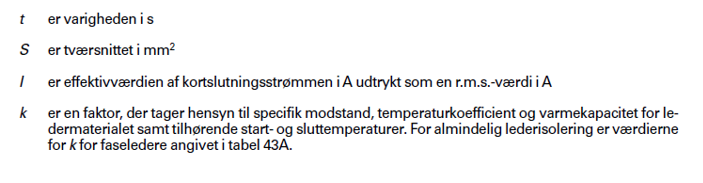 t er varigheden i s
S er tværsnittet i mm²
I er effektivværdien af kortslutningsstrømmen i A udtrykt som en r.m.s.-værdi i A
k er en faktor, der tager hensyn til specifik modstand, temperaturkoefficient og varmekapacitet for le-
dermaterialet samt tilhørende start- og sluttemperaturer. For almindelig lederisolering er værdierne
for k for faseledere angivet i tabel 43A.